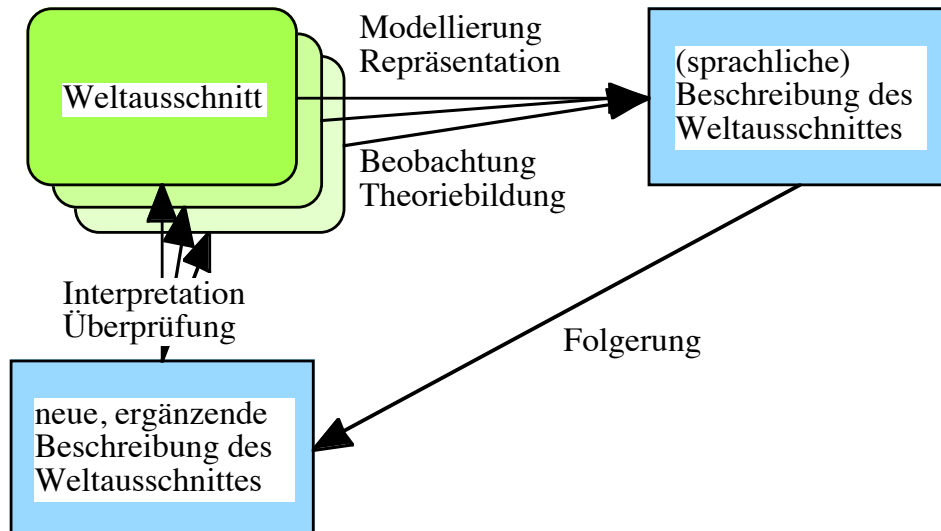 Weltausschnitt
Modellierung
Repräsentation
Beobachtung
Theoriebildung
(sprachliche)
Beschreibung des
Weltausschnittes
Interpretation
Überprüfung
Folgerung
neue, ergänzende
Beschreibung des
Weltausschnittes